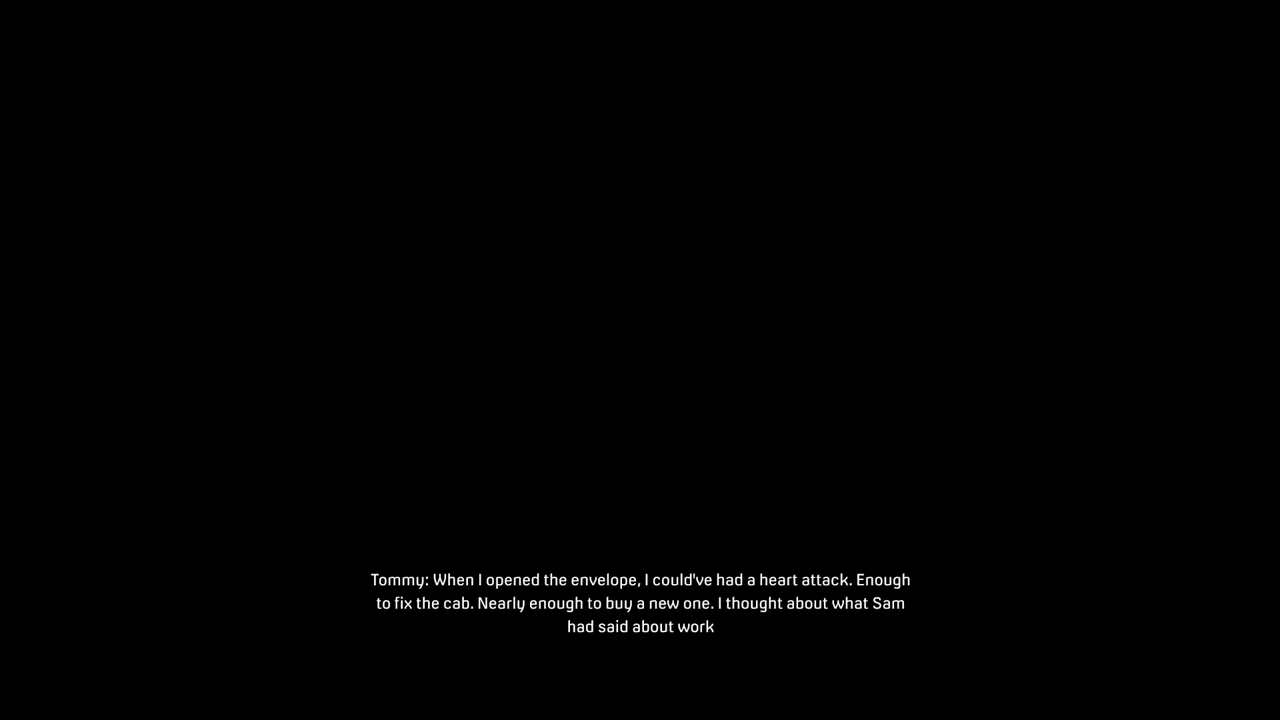 Tommy: When I opened the envelope, I could've had a heart attack. Enough
to fix the cab. Nearly enough to buy a new one. I thought about what Sam
had said about work